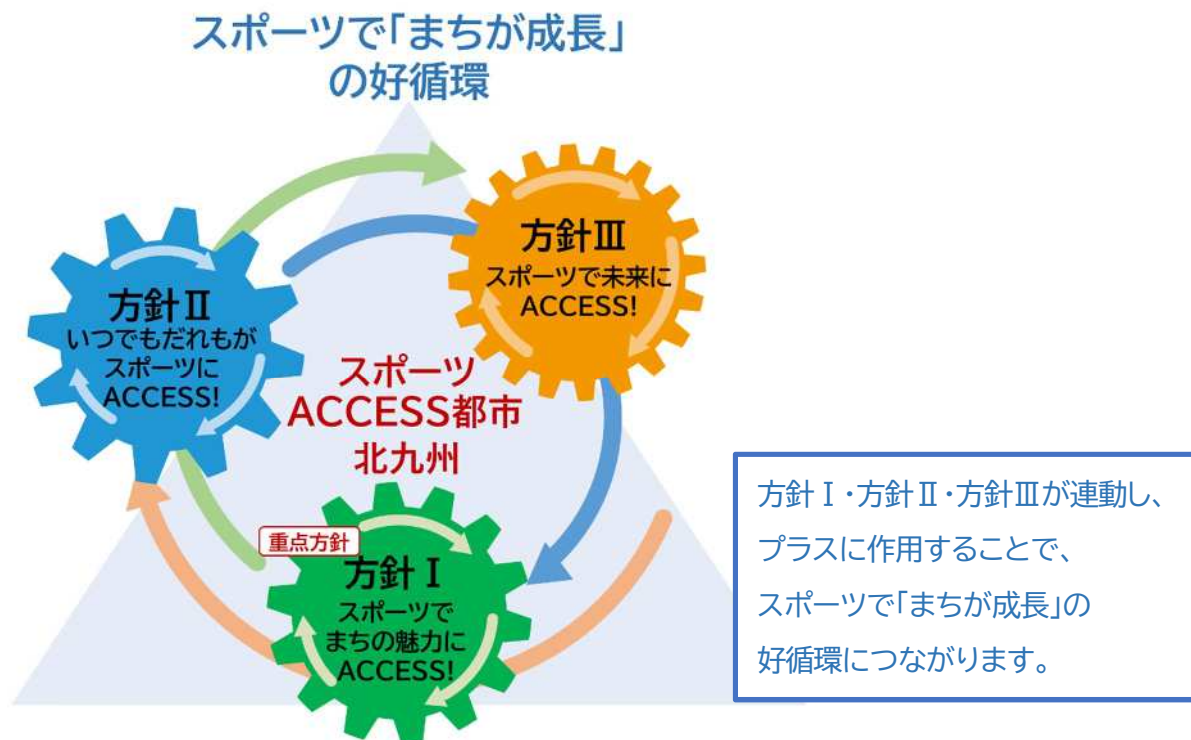 スポーツで「まちが成長」
の好循環
方針Ⅲ
スポーツで未来に
ACCESS!
方針Ⅱ
いつでもだれもが
スポーツに
ACCESS!
スポーツ
ACCESS都市
北九州
重点方針
方針Ⅰ
スポーツで
まちの魅力に
ACCESS!
方針Ⅰ・方針Ⅱ・方針Ⅲが連動し、
プラスに作用することで、
スポーツで「まちが成長」の
好循環につながります。